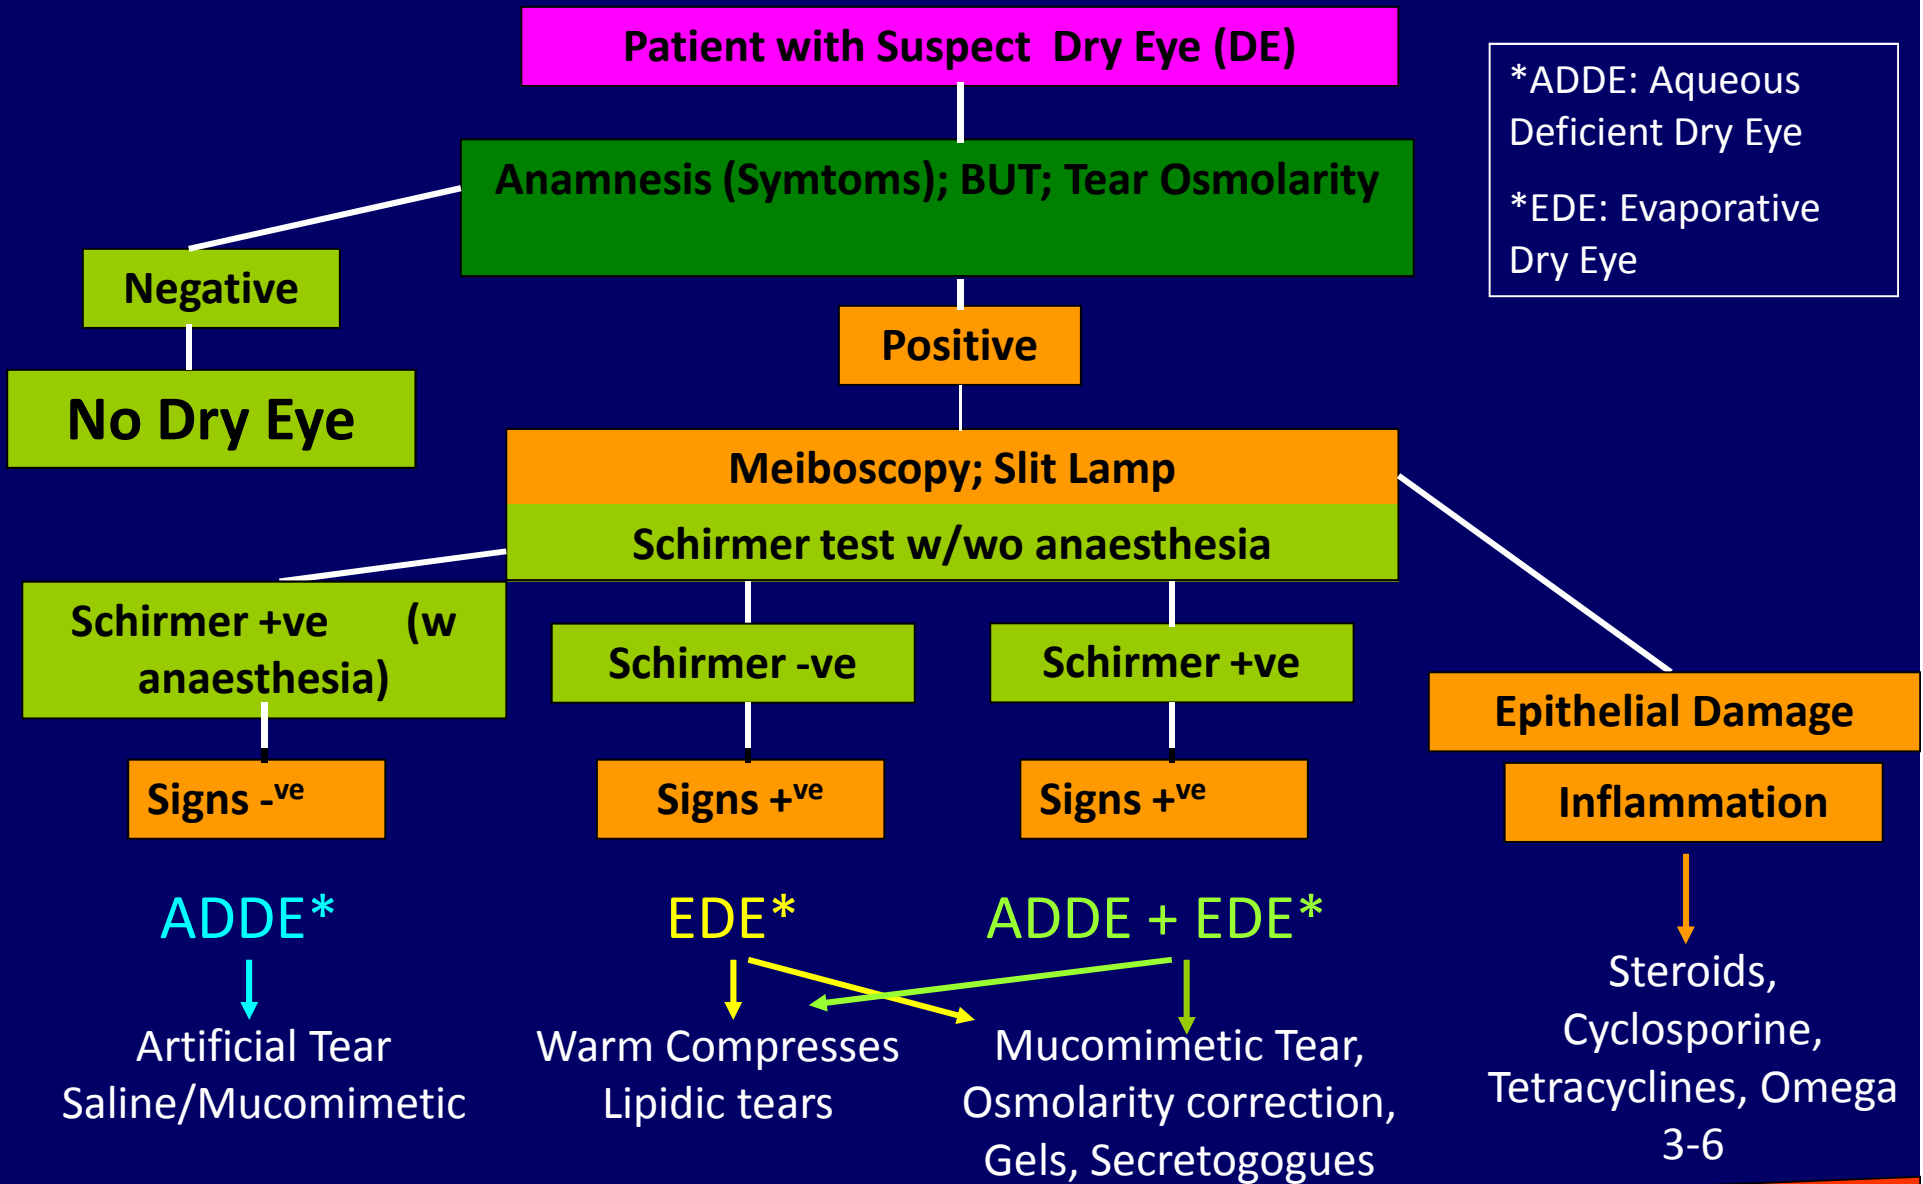 Patient with Suspect Dry Eye (DE)
*ADDE: Aqueous
Deficient Dry Eye
*EDE: Evaporative
Dry Eye
Anamnesis (Symtoms); BUT; Tear Osmolarity
Negative
Positive
No Dry Eye
Meiboscopy; Slit Lamp
Schirmer test w/wo anaesthesia
Schirmer +ve (w
anaesthesia)
Schirmer -ve
Schirmer +ve
Epithelial Damage
Signs -ve
Signs +ve
Signs +ve
Inflammation
ADDE*
EDE*
ADDE + EDE*
Artificial Tear
Saline/Mucomimetic
Warm Compresses
Lipidic tears
Mucomimetic Tear,
Osmolarity correction,
Gels, Secretogogues
Steroids,
Cyclosporine,
Tetracyclines, Omega
3-6